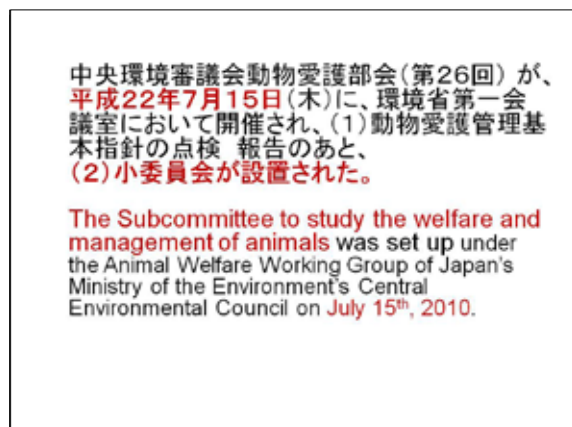 中央環境審議会動物愛護部会(第26回) が、
平成22年7月15日(木)に、環境省第一会
議室において開催され、(1)動物愛護管理基
本指針の点検 報告のあと、
(2)小委員会が設置された。
The Subcommittee to study the welfare and
management of animals was set up under
the Animal Welfare Working Group of Japan's
Ministry of the Environment's Central
Environmental Council on July 15th, 2010.